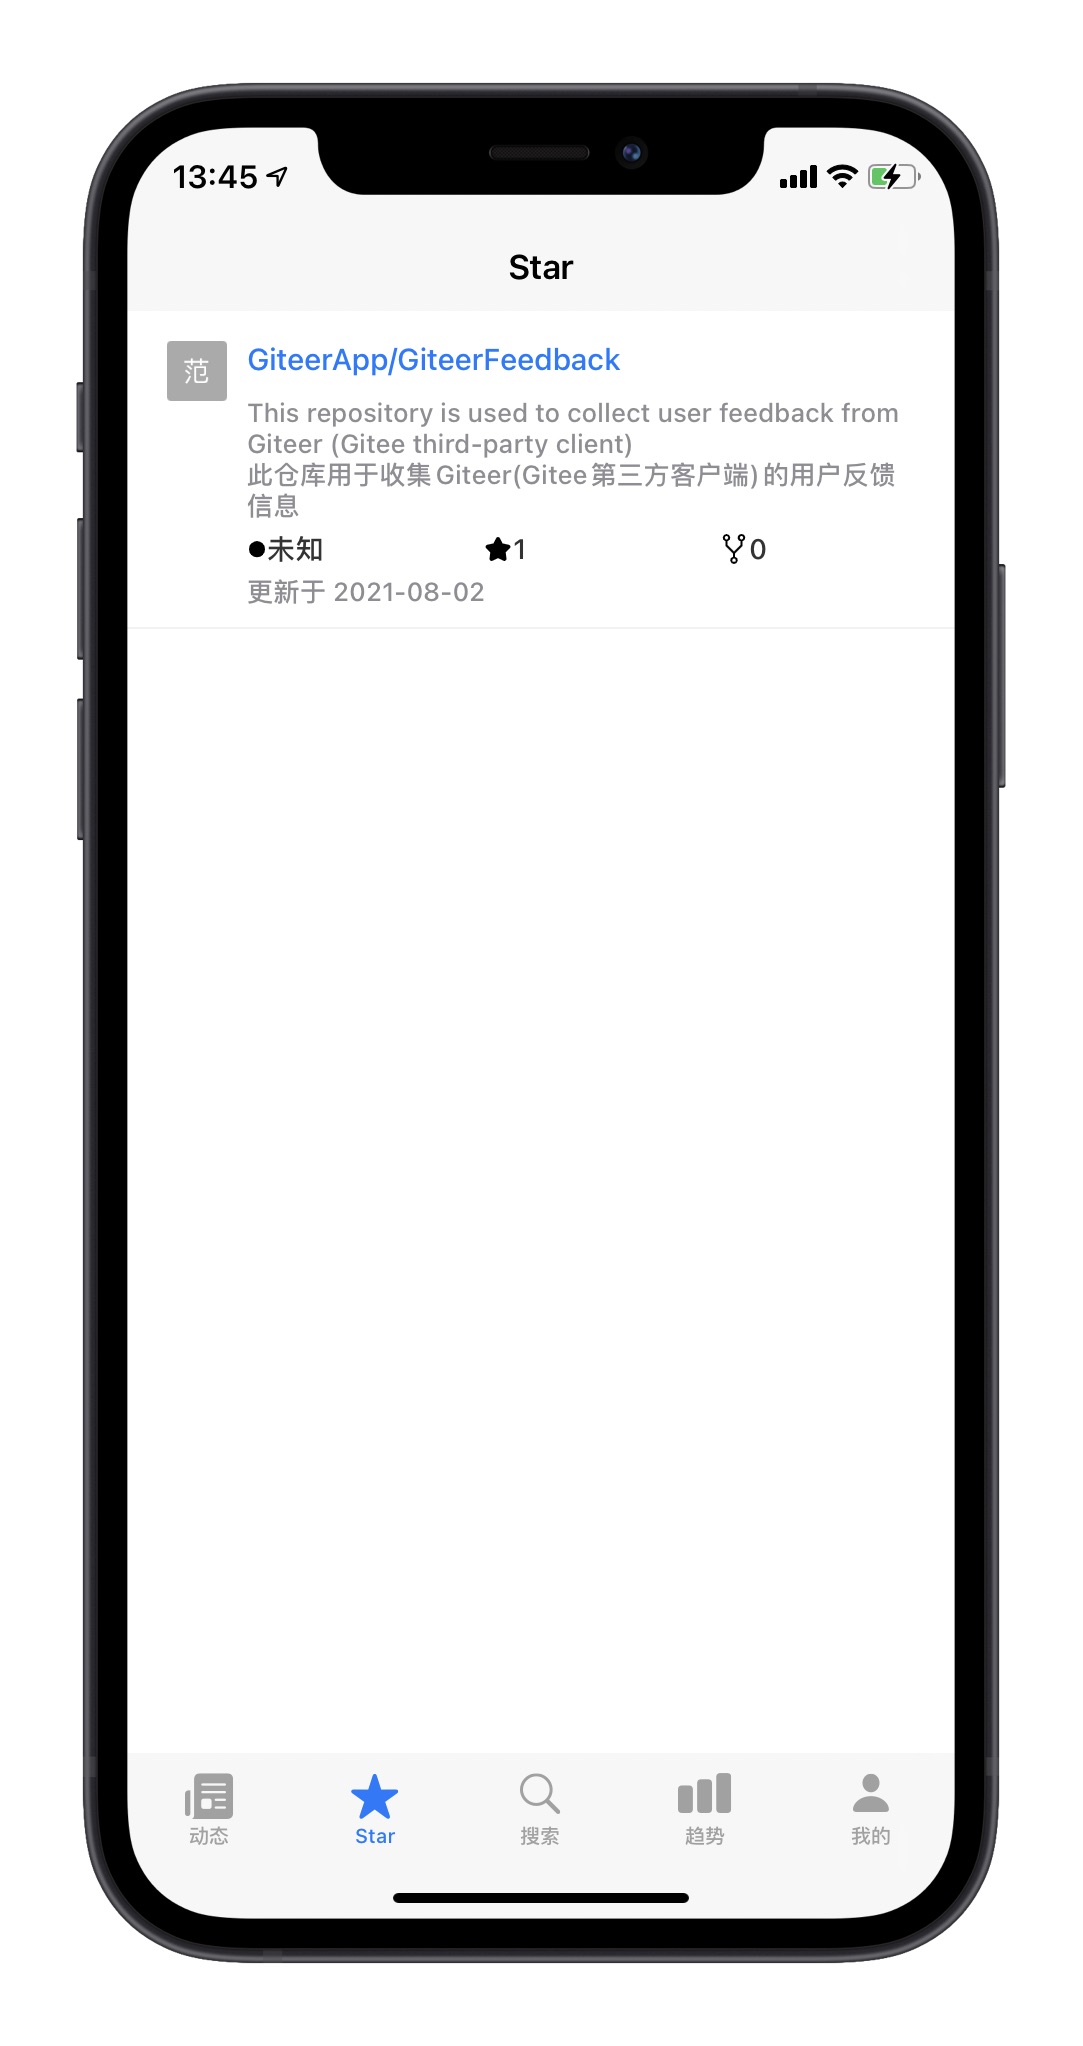 13:45
Star
范
GiteerApp/GiteerFeedback
This repository is used to collect user feedback from
Giteer (Gitee third-party client)
此仓库用于收集Giteer(Gitee第三方客户端)的用户反馈
信息
未知 1 0
更新于 2021-08-02
动态 Star 搜索 趋势 我的